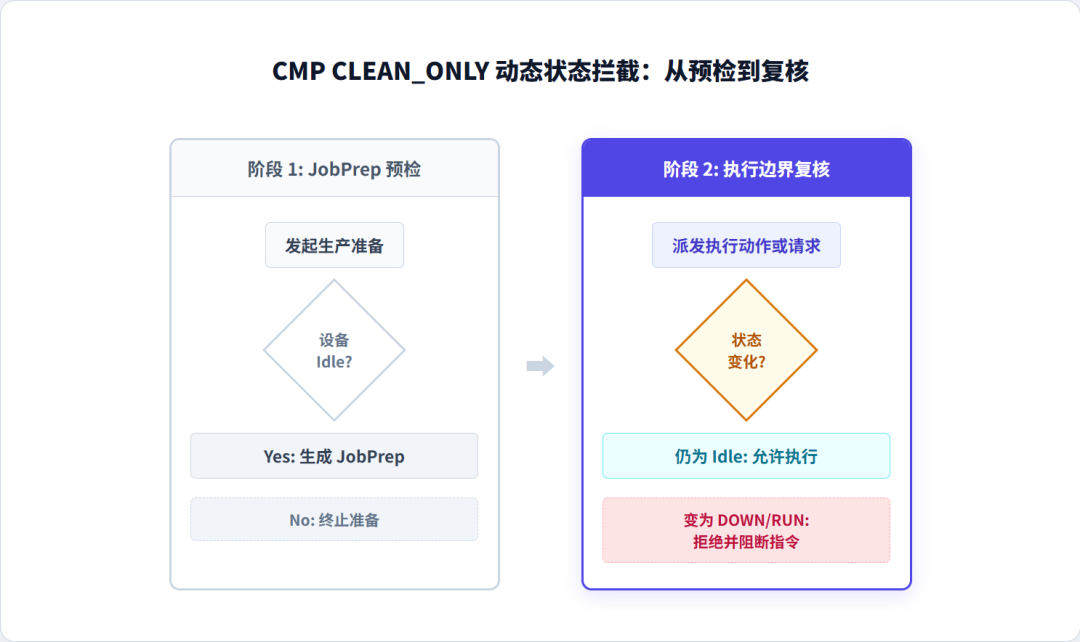 CMP CLEAN_ONLY 动态状态拦截：从预检到复核
阶段 1: JobPrep 预检
发起生产准备
设备
Idle?
Yes: 生成 JobPrep
No: 终止准备
阶段 2: 执行边界复核
派发执行动作或请求
状态
变化?
仍为 Idle: 允许执行
变为 DOWN/RUN:
拒绝并阻断指令